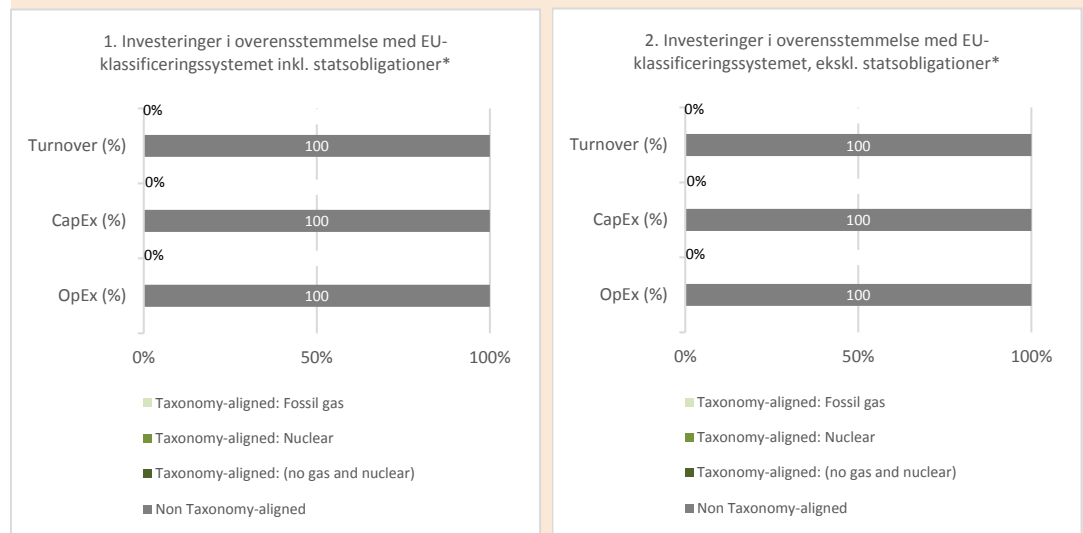 1. Investeringer i overensstemmelse med EU-
klassificeringssystemet inkl. statsobligationer*
0%
Turnover (%)
100
0%
CapEx (%)
100
0%
OpEx (%)
100
0%
50%
100%
Taxonomy-aligned: Fossil gas
Taxonomy-aligned: Nuclear
Taxonomy-aligned: (no gas and nuclear)
Non Taxonomy-aligned
2. Investeringer i overensstemmelse med EU-
klassificeringssystemet, ekskl. statsobligationer*
0%
Turnover (%)
100
0%
CapEx (%)
100
0%
OpEx (%)
100
0%
50%
100%
Taxonomy-aligned: Fossil gas
Taxonomy-aligned: Nuclear
Taxonomy-aligned: (no gas and nuclear)
Non Taxonomy-aligned